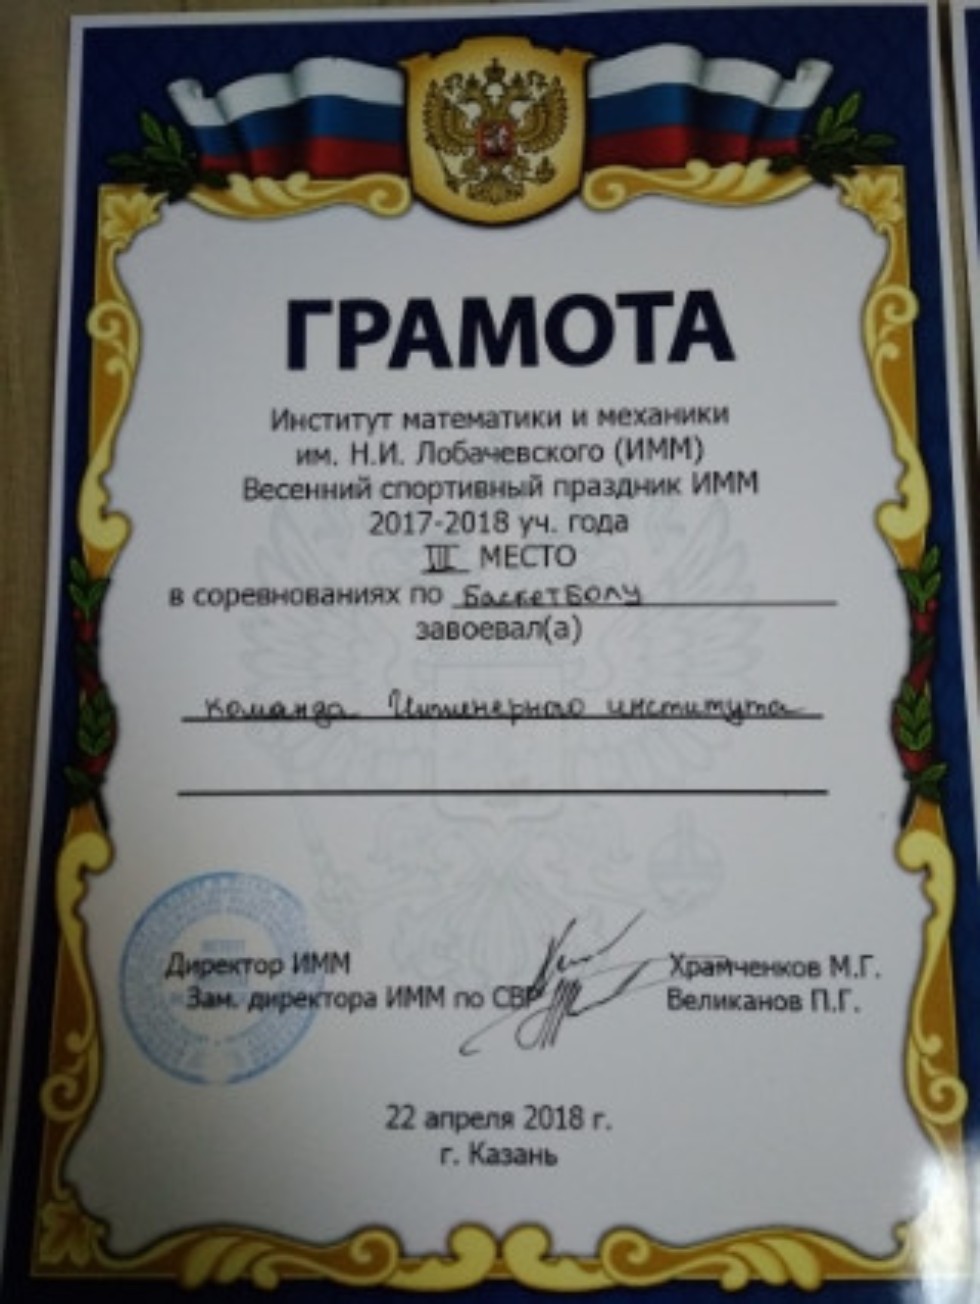 ГРАМОТА
Институт математики и механики
им. Н.И. Лобачевского (ИММ)
Весенний спортивный праздник ИММ
2017-2018 уч. года
III МЕСТО
в соревнованиях по баскетболу
завоевал(а)
команда Инженерного института
Директор ИММ Храмченков М.Г.
Зам. директора ИММ по СВР Великанов П.Г.
22 апреля 2018 г.
г. Казань